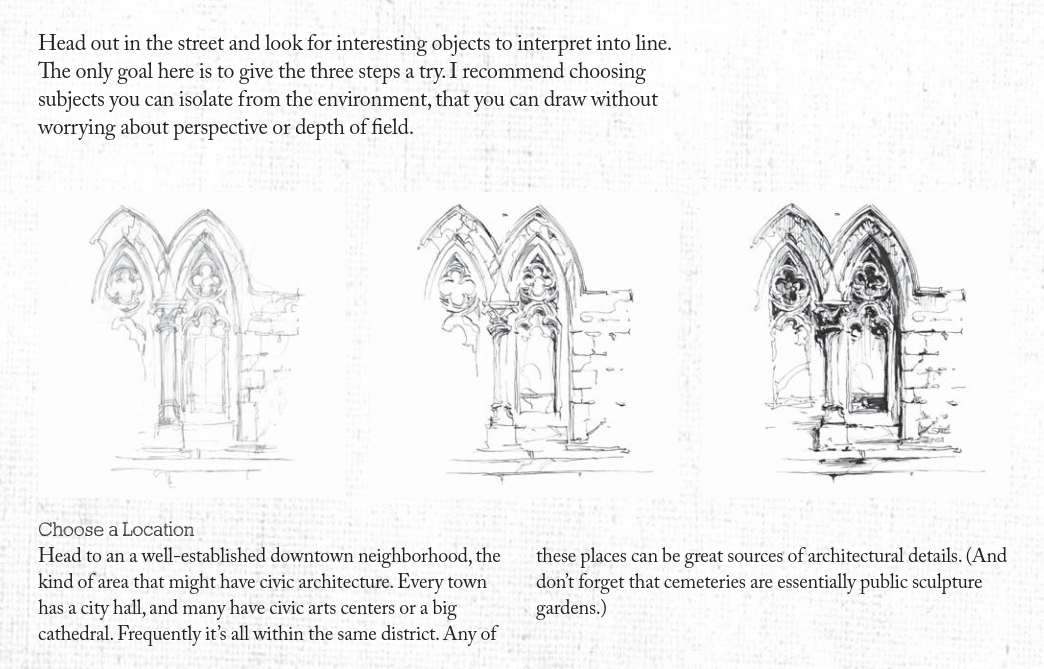 Head out in the street and look for interesting objects to interpret into line.
The only goal here is to give the three steps a try. I recommend choosing
subjects you can isolate from the environment, that you can draw without
worrying about perspective or depth of field.
Choose a Location
Head to an a well-established downtown neighborhood, the
kind of area that might have civic architecture. Every town
has a city hall, and many have civic arts centers or a big
cathedral. Frequently it's all within the same district. Any of
these places can be great sources of architectural details. (And
don't forget that cemeteries are essentially public sculpture
gardens.)